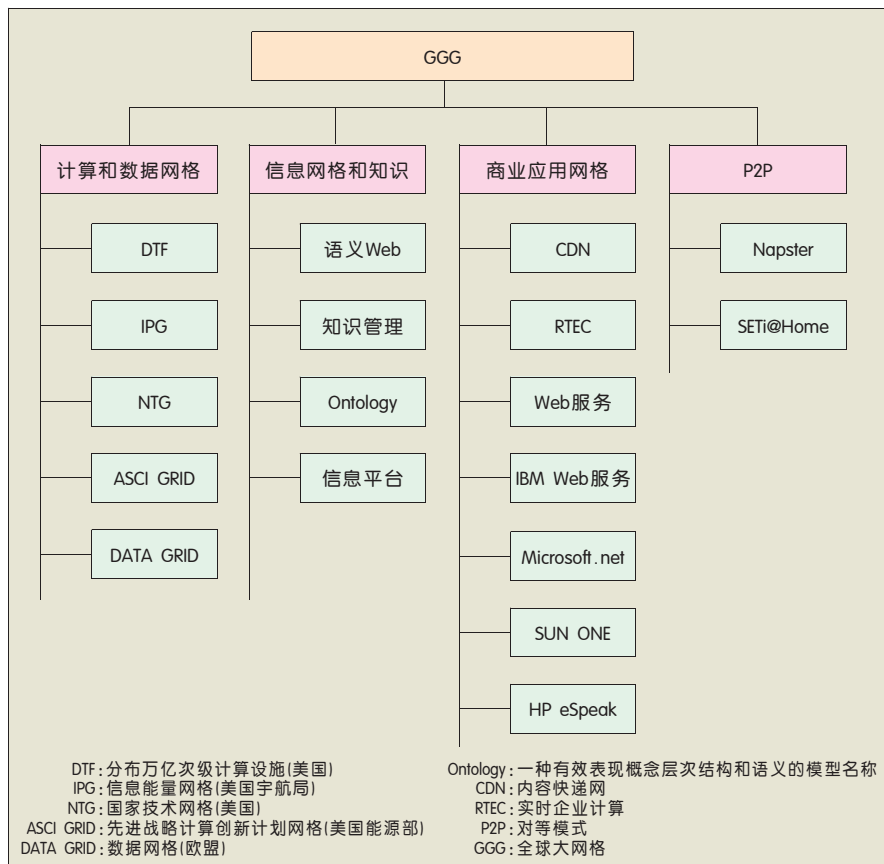 GGG
计算和数据网格
信息网格和知识
商业应用网格
P2P
DTF
IPG
NTG
ASCI GRID
DATA GRID
语义Web
知识管理
Ontology
信息平台
CDN
RTEC
Web服务
IBM Web服务
Microsoft.net
SUN ONE
HP eSpeak
Napster
SETi@Home
DTF:分布万亿次级计算设施(美国)
IPG:信息能量网格(美国宇航局)
NTG:国家技术网格(美国)
ASCI GRID:先进战略计算创新计划网格(美国能源部)
DATA GRID:数据网格(欧盟)
Ontology:一种有效表现概念层次结构和语义的模型名称
CDN:内容快递网
RTEC:实时企业计算
P2P:对等模式
GGG:全球大网格